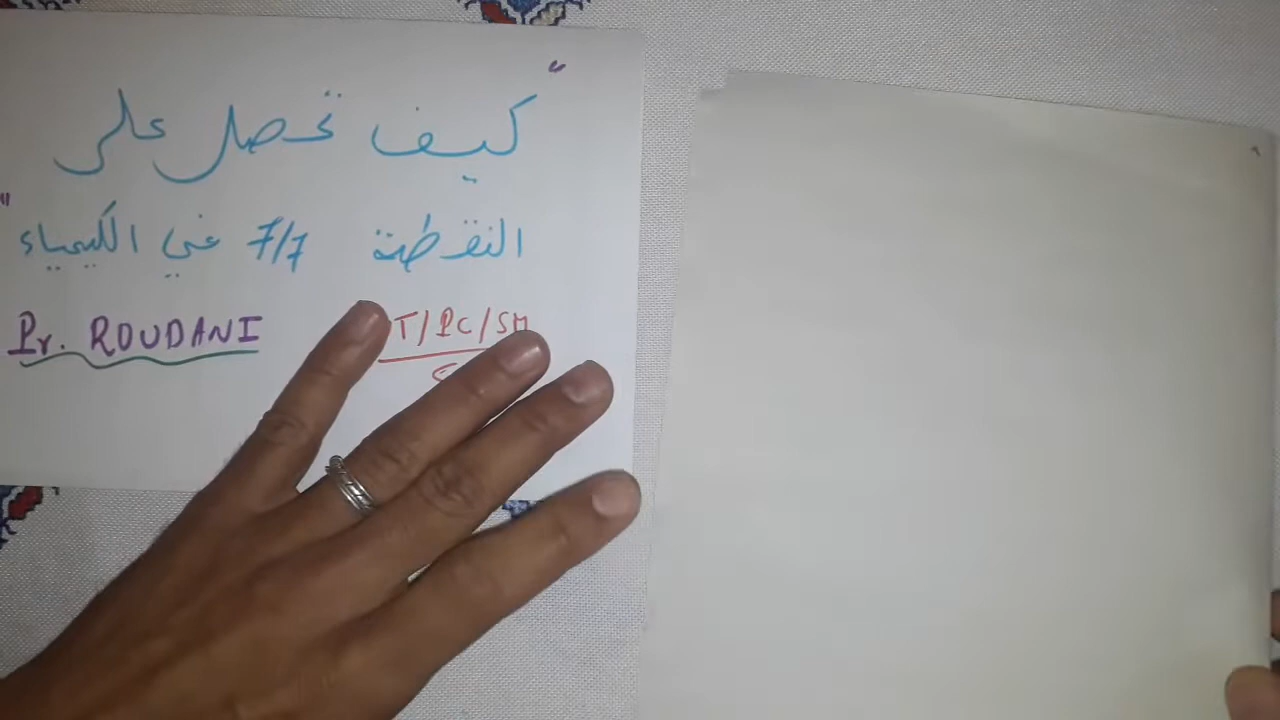 "كيف تحصل على
النقطة 7/7 في الكيمياء"
Pr. ROUDANI
T/PC/SM